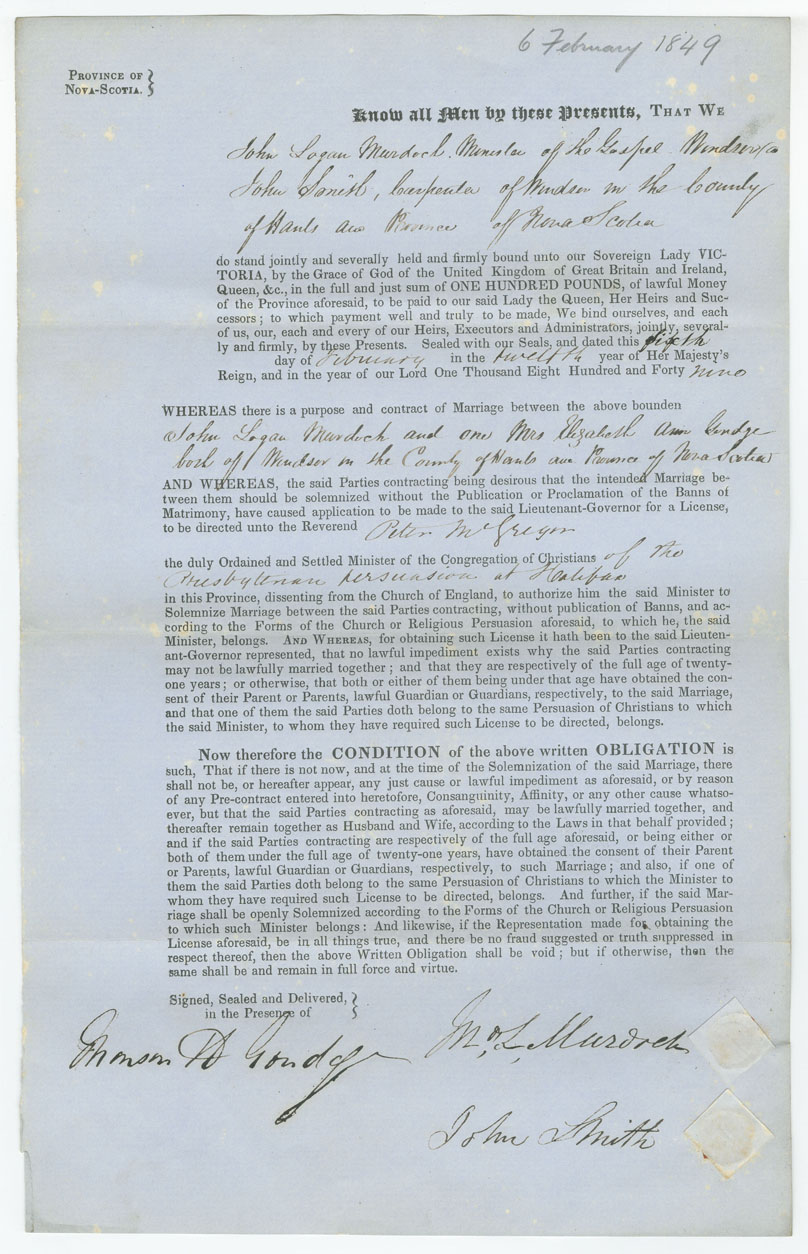 6 February 1849
PROVINCE OF
NOVA-SCOTIA.
Know all Men by these Presents, THAT WE
John Logan Murdoch, Minister of the Gospel Windsor &
John Smith, Carpenter of Windsor in the County
of Hants and Province of Nova Scotia
do stand jointly and severally held and firmly bound unto our Sovereign Lady VIC-
TORIA, by the Grace of God of the United Kingdom of Great Britain and Ireland,
Queen, &c., in the full and just sum of ONE HUNDRED POUNDS, of lawful Money
of the Province aforesaid, to be paid to our said Lady the Queen, Her Heirs and Suc-
cessors; to which payment well and truly to be made, We bind ourselves, and each
of us, our, each and every of our Heirs, Executors and Administrators, jointly, several-
ly and firmly, by these Presents. Sealed with our Seals, and dated this sixth
day of February in the twelfth year of Her Majesty's
Reign, and in the year of our Lord One Thousand Eight Hundred and Forty nine
WHEREAS there is a purpose and contract of Marriage between the above bounden
John Logan Murdoch and one Mrs Elizabeth Ann Goudge
both of Windsor in the County of Hants and Province of Nova Scotia
AND WHEREAS, the said Parties contracting being desirous that the intended Marriage be-
tween them should be solemnized without the Publication or Proclamation of the Banns of
Matrimony, have caused application to be made to the said Lieutenant-Governor for a License,
to be directed unto the Reverend Peter McGregor
the duly Ordained and Settled Minister of the Congregation of Christians of the
Presbyterian persuasion at Halifax
in this Province, dissenting from the Church of England, to authorize him the said Minister to
Solemnize Marriage between the said Parties contracting, without publication of Banns, and ac-
cording to the Forms of the Church or Religious Persuasion aforesaid, to which he, the said
Minister, belongs. AND WHEREAS, for obtaining such License it hath been to the said Lieuten-
ant-Governor represented, that no lawful impediment exists why the said Parties contracting
may not be lawfully married together; and that they are respectively of the full age of twenty-
one years; or otherwise, that both or either of them being under that age have obtained the con-
sent of their Parent or Parents, lawful Guardian or Guardians, respectively, to the said Marriage,
and that one of them the said Parties doth belong to the same Persuasion of Christians to which
the said Minister, to whom they have required such License to be directed, belongs.
Now therefore the CONDITION of the above written OBLIGATION is
such, That if there is not now, and at the time of the Solemnization of the said Marriage, there
shall not be, or hereafter appear, any just cause or lawful impediment as aforesaid, or by reason
of any Pre-contract entered into heretofore, Consanguinity, Affinity, or any other cause whatso-
ever, but that the said Parties contracting as aforesaid, may be lawfully married together, and
thereafter remain together as Husband and Wife, according to the Laws in that behalf provided;
and if the said Parties contracting are respectively of the full age aforesaid, or being either or
both of them under the full age of twenty-one years, have obtained the consent of their Parent
or Parents, lawful Guardian or Guardians, respectively, to such Marriage; and also, if one of
them the said Parties doth belong to the same Persuasion of Christians to which the Minister to
whom they have required such License to be directed, belongs. And further, if the said Mar-
riage shall be openly Solemnized according to the Forms of the Church or Religious Persuasion
to which such Minister belongs: And likewise, if the Representation made for obtaining the
License aforesaid, be in all things true, and there be no fraud suggested or truth suppressed in
respect thereof, then the above Written Obligation shall be void; but if otherwise, then the
same shall be and remain in full force and virtue.
Signed, Sealed and Delivered,
in the Presence of
H Goudge
L. Murdoch
John Smith